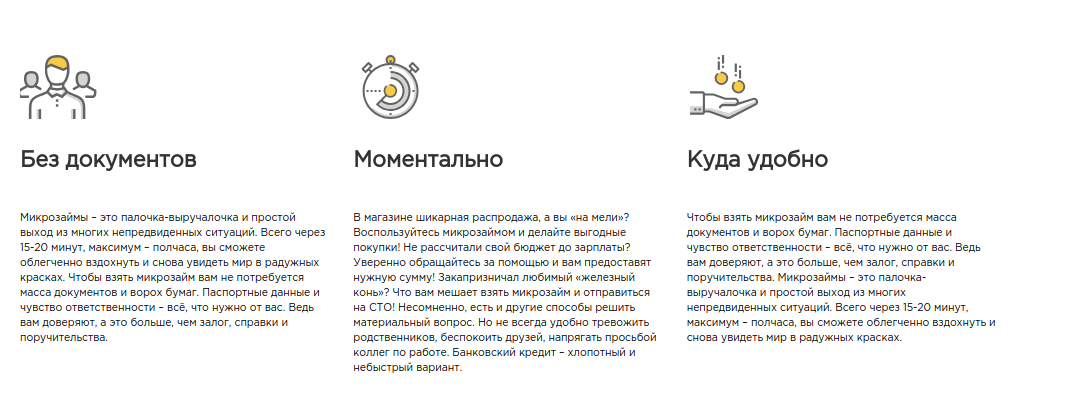 Без документов
Микрозаймы – это палочка-выручалочка и простой
выход из многих непредвиденных ситуаций. Всего через
15-20 минут, максимум – полчаса, вы сможете
облегченно вздохнуть и снова увидеть мир в радужных
красках. Чтобы взять микрозайм вам не потребуется
масса документов и ворох бумаг. Паспортные данные и
чувство ответственности – всё, что нужно от вас. Ведь
вам доверяют, а это больше, чем залог, справки и
поручительства.
Моментально
В магазине шикарная распродажа, а вы «на мели»?
Воспользуйтесь микрозаймом и делайте выгодные
покупки! Не рассчитали свой бюджет до зарплаты?
Уверенно обращайтесь за помощью и вам предоставят
нужную сумму! Закапризничал любимый «железный
конь»? Что вам мешает взять микрозайм и отправиться
на СТО! Несомненно, есть и другие способы решить
материальный вопрос. Но не всегда удобно тревожить
родственников, беспокоить друзей, напрягать просьбой
коллег по работе. Банковский кредит – хлопотный и
небыстрый вариант.
Куда удобно
Чтобы взять микрозайм вам не потребуется масса
документов и ворох бумаг. Паспортные данные и
чувство ответственности – всё, что нужно от вас. Ведь
вам доверяют, а это больше, чем залог, справки и
поручительства. Микрозаймы – это палочка-
выручалочка и простой выход из многих
непредвиденных ситуаций. Всего через 15-20 минут,
максимум – полчаса, вы сможете облегченно вздохнуть и
снова увидеть мир в радужных красках.